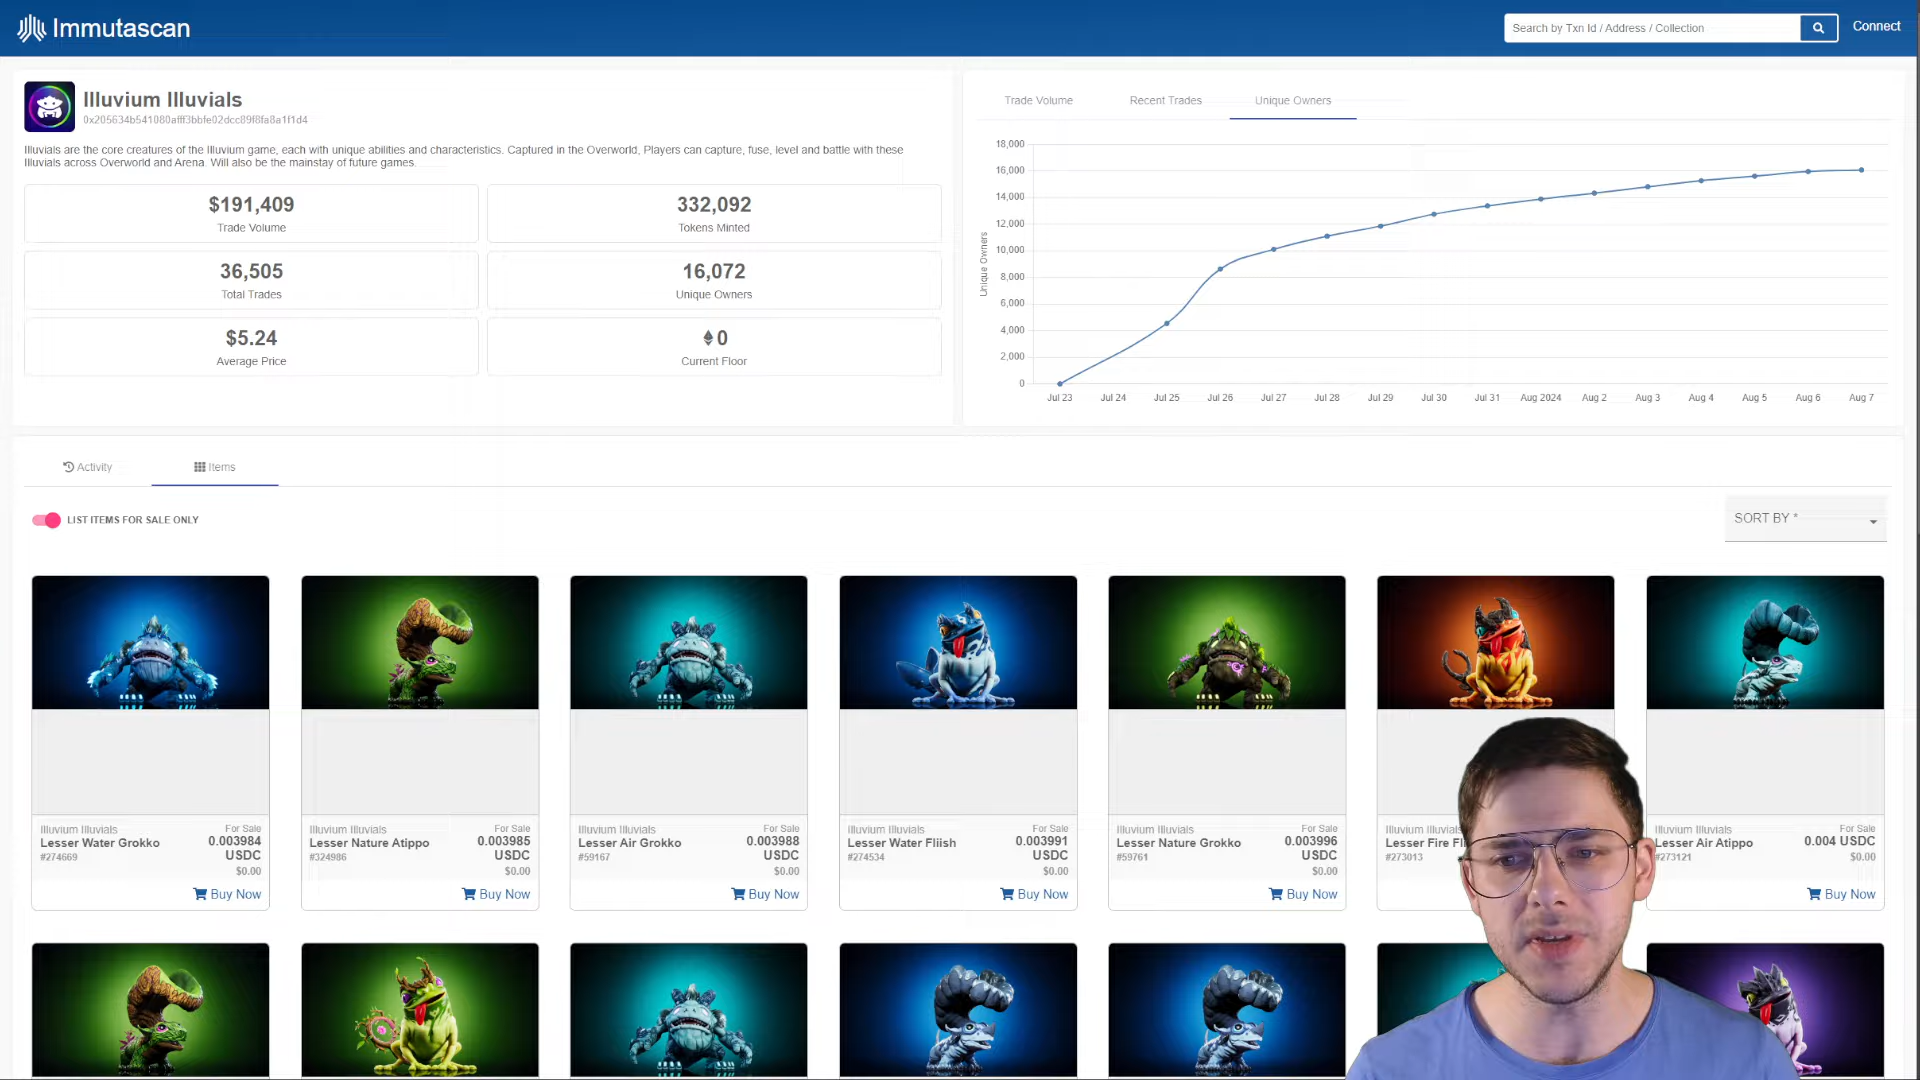 Immutascan
Search by Txn Id / Address / Collection
Connect
Illuvium Illuvials
0x205634b541080afff3bbfe02dcc89f8fa8a1f1d4
Illuvials are the core creatures of the Illuvium game, each with unique abilities and characteristics. Captured in the Overworld, Players can capture, fuse, level and battle with these
Illuvials across Overworld and Arena. Will also be the mainstay of future games.
$191,409
Trade Volume
332,092
Tokens Minted
36,505
Total Trades
16,072
Unique Owners
$5.24
Average Price
0
Current Floor
Trade Volume
Recent Trades
Unique Owners
Unique Owners
18,000
16,000
14,000
12,000
10,000
8,000
6,000
4,000
2,000
0
Jul 23
Jul 24
Jul 25
Jul 26
Jul 27
Jul 28
Jul 29
Jul 30
Jul 31
Aug 2024
Aug 2
Aug 3
Aug 4
Aug 5
Aug 6
Aug 7
Activity
Items
LIST ITEMS FOR SALE ONLY
SORT BY *
Illuvium Illuvials
Lesser Water Grokko
#274669
For Sale
0.003984
USDC
$0.00
Buy Now
Illuvium Illuvials
Lesser Nature Atippo
#324986
For Sale
0.003985
USDC
$0.00
Buy Now
Illuvium Illuvials
Lesser Air Grokko
#59167
For Sale
0.003988
USDC
$0.00
Buy Now
Illuvium Illuvials
Lesser Water Fliish
#274534
For Sale
0.003991
USDC
$0.00
Buy Now
Illuvium Illuvials
Lesser Nature Grokko
#59761
For Sale
0.003996
USDC
$0.00
Buy Now
Illuvium Illuvials
Lesser Fire
#273013
Illuvium Illuvials
Lesser Air Atippo
#273121
For Sale
0.004 USDC
$0.00
Buy Now